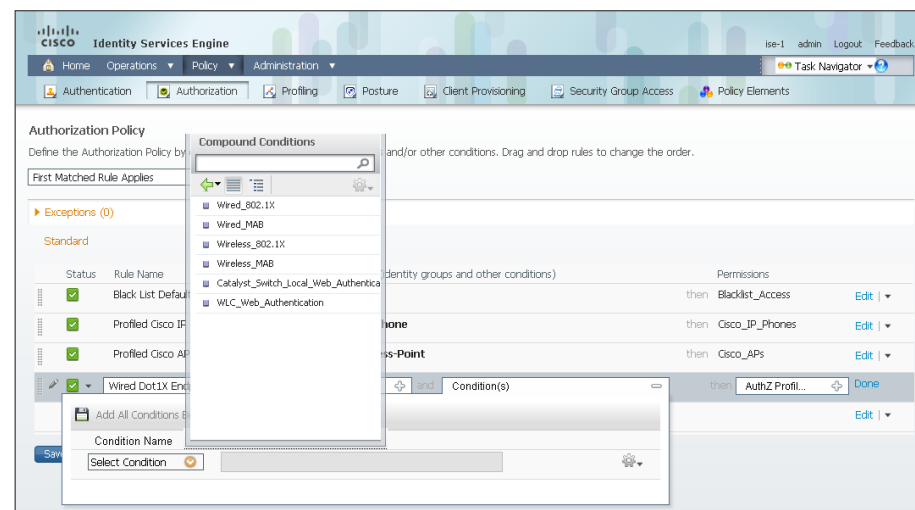 CISCO Identity Services Engine
ise-1 admin Logout Feedback
Home Operations Policy Administration
Task Navigator
Authentication Authorization Profiling Posture Client Provisioning Security Group Access Policy Elements
Authorization Policy
Define the Authorization Policy by and/or other conditions. Drag and drop rules to change the order.
First Matched Rule Applies
Compound Conditions
Wired_802.1X
Wired_MAB
Wireless_802.1X
Wireless_MAB
Catalyst_Switch_Local_Web_Authentica
WLC_Web_Authentication
Exceptions (0)
Standard
Status Rule Name identity groups and other conditions) Permissions
Black List Defaul then Blacklist_Access Edit |
Profiled Cisco IP hone then Cisco_IP_Phones Edit |
Profiled Cisco AP ss-Point then Cisco_APs Edit |
Wired Dot1X End and Condition(s) then AuthZ Profil... Done
Add All Conditions Edit |
Condition Name
Sav
Select Condition